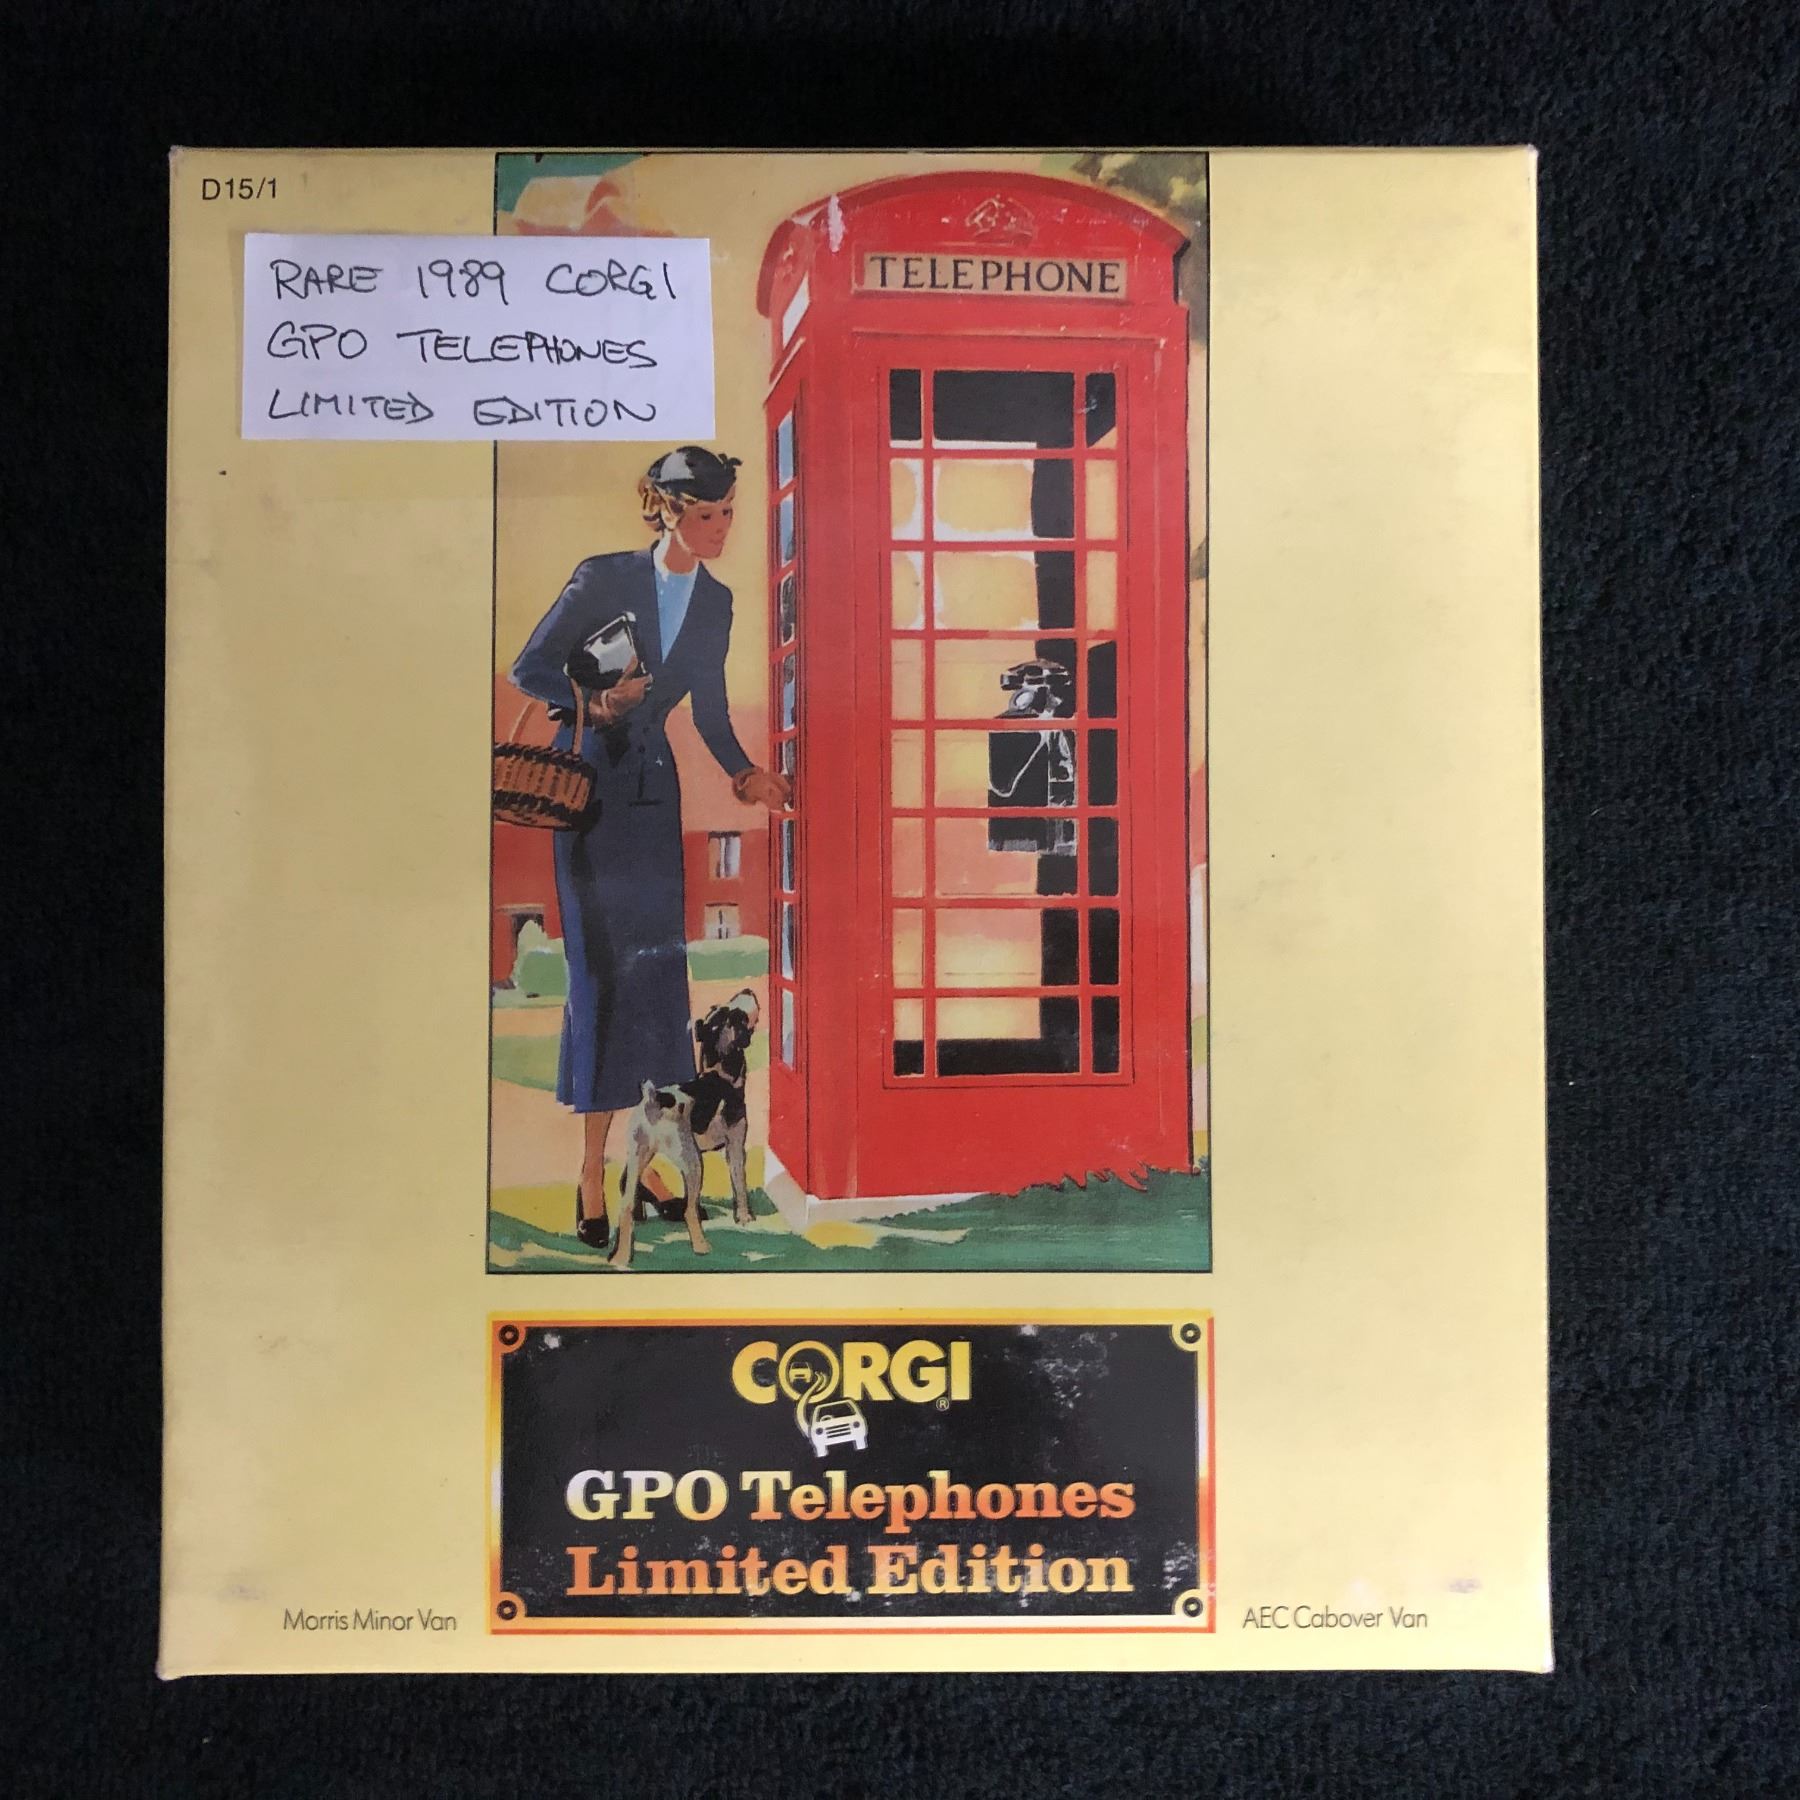 D15/1
RARE 1989 CORGI
GPO TELEPHONES
LIMITED EDITION
TELEPHONE
CORGI®
GPO Telephones
Limited Edition
Morris Minor Van
AEC Cabover Van